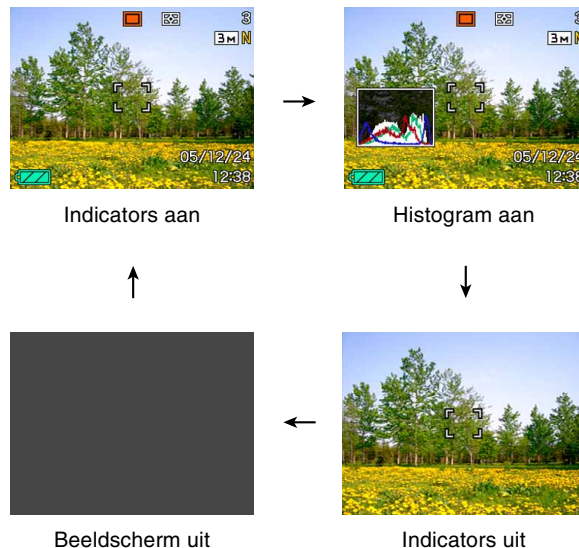 3
3M N
05/12/24
12:38
Indicators aan
3
3M N
05/12/24
12:38
Histogram aan
Beeldscherm uit
Indicators uit